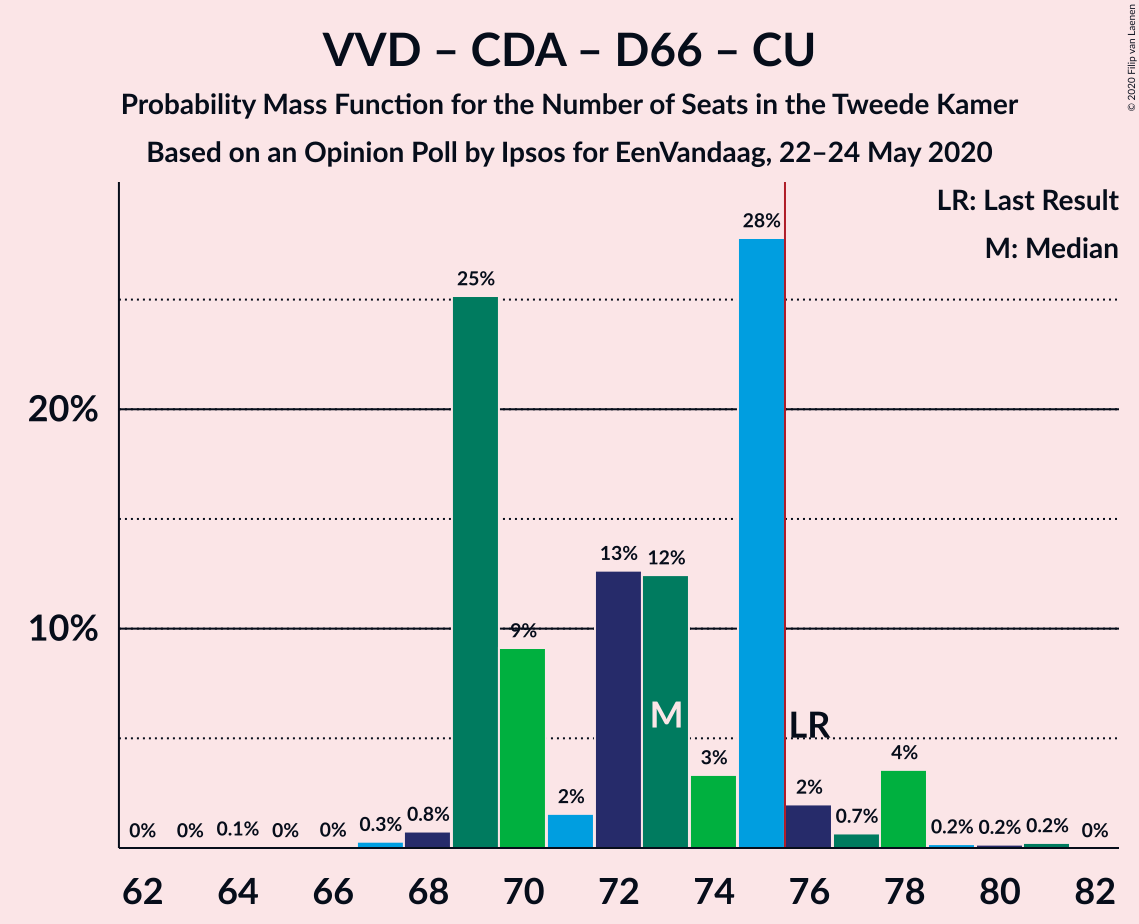 VVD – CDA – D66 – CU
Probability Mass Function for the Number of Seats in the Tweede Kamer
Based on an Opinion Poll by Ipsos for EenVandaag, 22–24 May 2020
© 2020 Filip van Laenen
LR: Last Result
M: Median
20%
10%
0%
0%
0.1%
0%
0%
0.3%
0.8%
25%
9%
2%
13%
12%
3%
28%
2%
0.7%
4%
0.2%
0.2%
0.2%
0%
M
LR
62 64 66 68 70 72 74 76 78 80 82